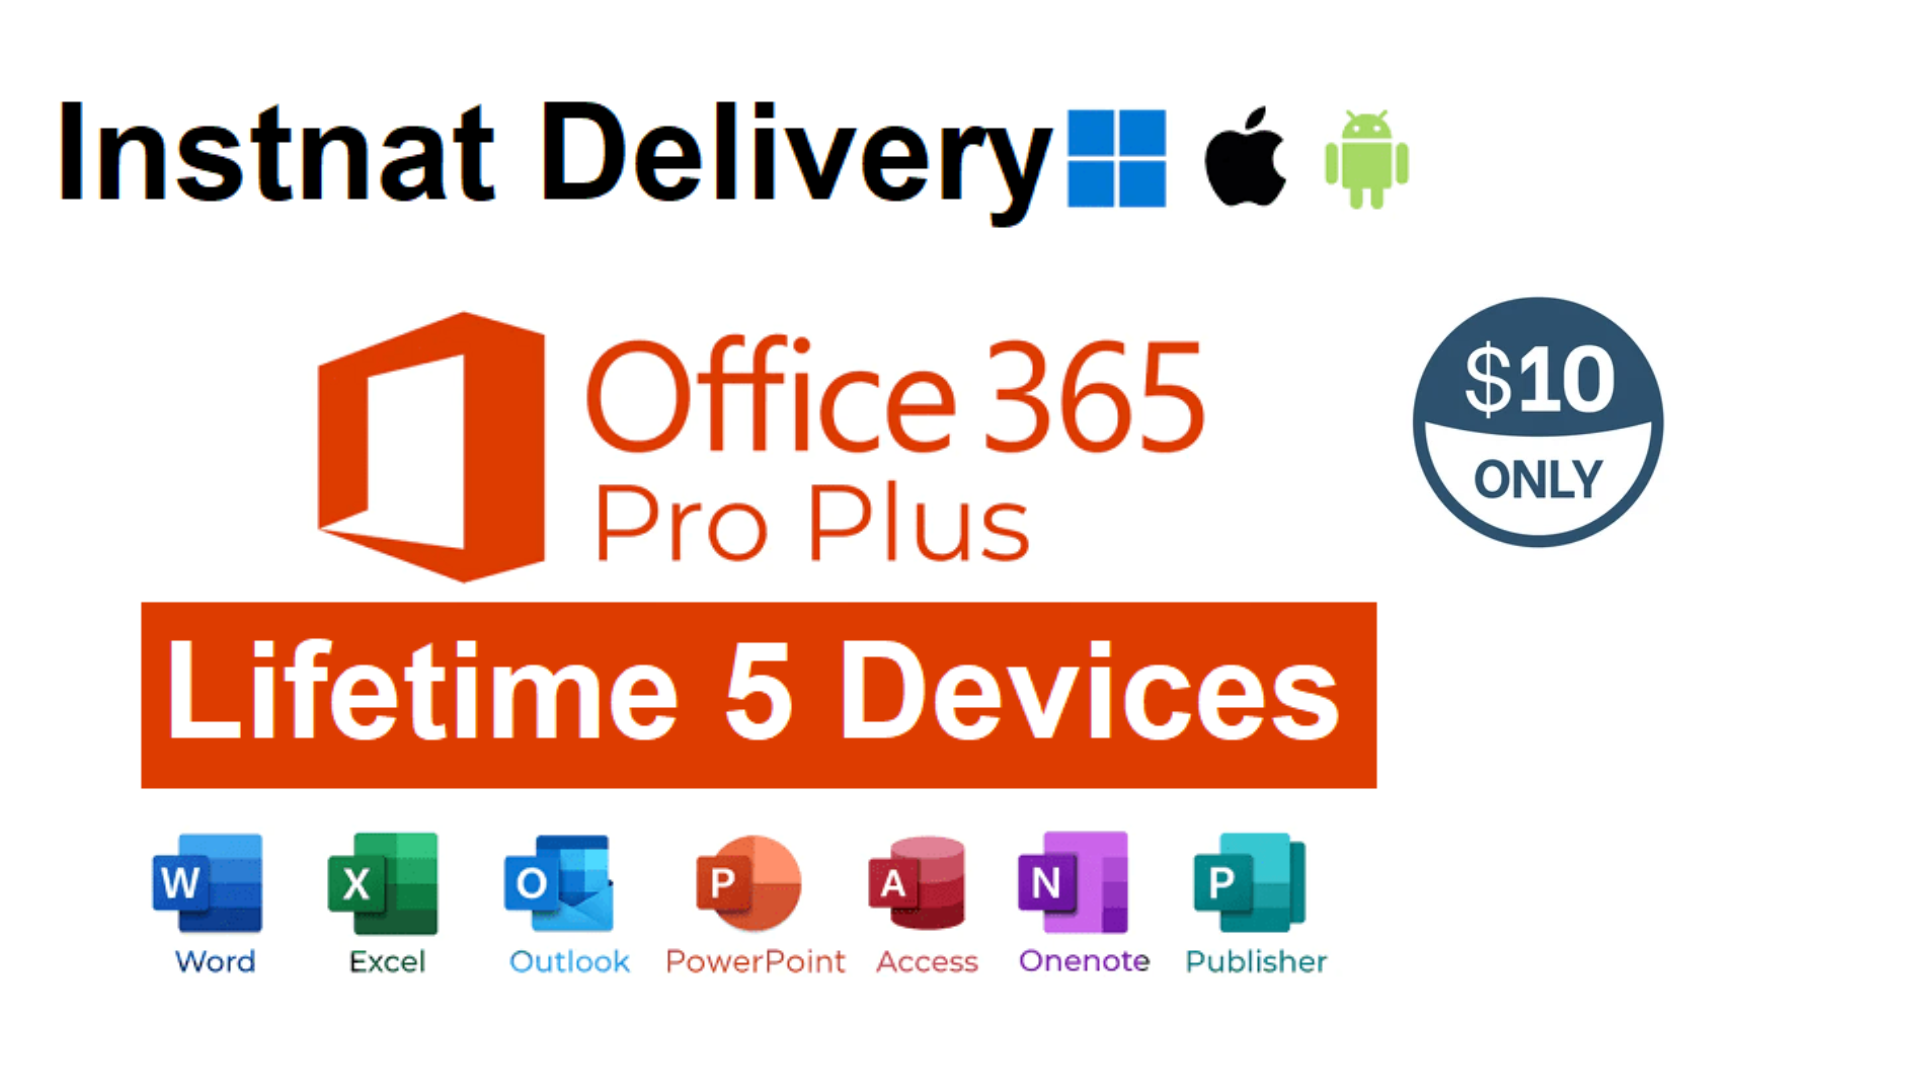 Instnat Delivery
Office 365
Pro Plus
$10
ONLY
Lifetime 5 Devices
W X O P A N P
Word Excel Outlook PowerPoint Access Onenote Publisher